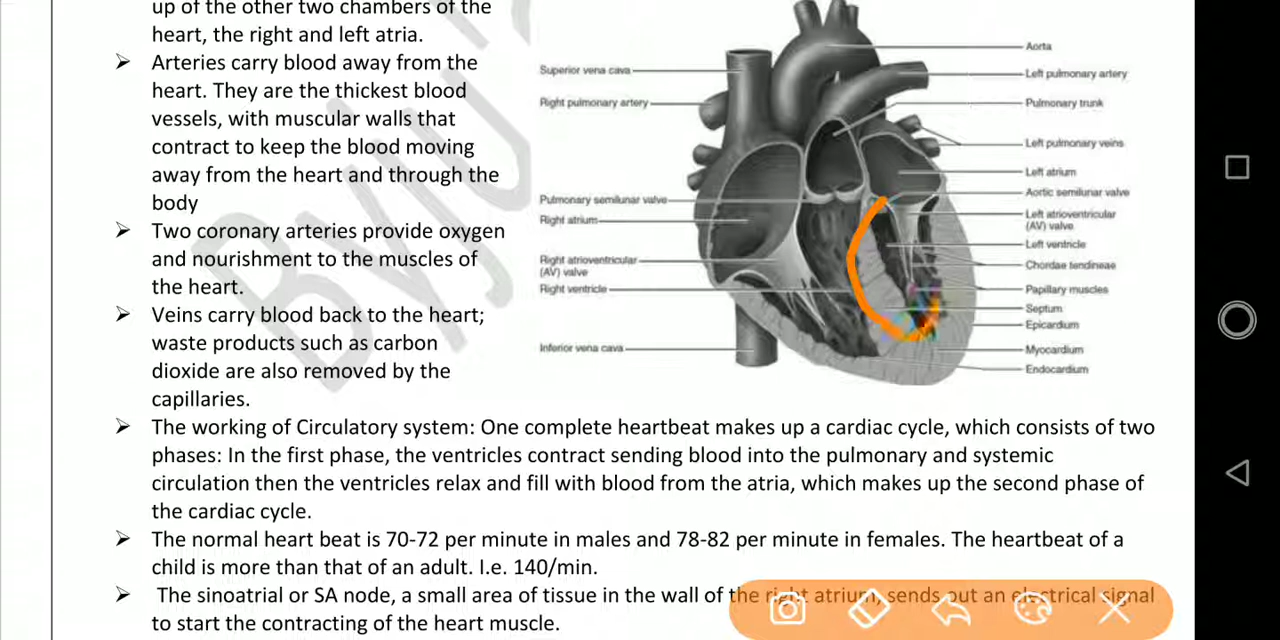 up of the other two chambers of the
heart, the right and left atria.
➢ Arteries carry blood away from the
heart. They are the thickest blood
vessels, with muscular walls that
contract to keep the blood moving
away from the heart and through the
body
➢ Two coronary arteries provide oxygen
and nourishment to the muscles of
the heart.
➢ Veins carry blood back to the heart;
waste products such as carbon
dioxide are also removed by the
capillaries.
Superior vena cava
Right pulmonary artery
Pulmonary semilunar valve
Right atrium
Right atrioventricular
(AV) valve
Right ventricle
Inferior vena cava
Aorta
Left pulmonary artery
Pulmonary trunk
Left pulmonary veins
Left atrium
Aortic semilunar valve
Left atrioventricular
(AV) valve
Left ventricle
Chordae tendineae
Papillary muscles
Septum
Epicardium
Myocardium
Endocardium
➢ The working of Circulatory system: One complete heartbeat makes up a cardiac cycle, which consists of two
phases: In the first phase, the ventricles contract sending blood into the pulmonary and systemic
circulation then the ventricles relax and fill with blood from the atria, which makes up the second phase of
the cardiac cycle.
➢ The normal heart beat is 70-72 per minute in males and 78-82 per minute in females. The heartbeat of a
child is more than that of an adult. I.e. 140/min.
➢ The sinoatrial or SA node, a small area of tissue in the wall of the right atrium, sends out an electrical signal
to start the contracting of the heart muscle.